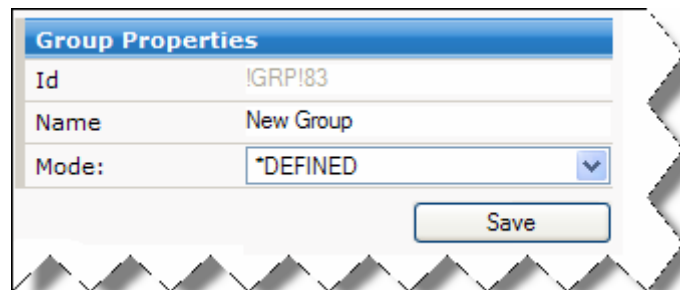 Group Properties
Id !GRP!83
Name New Group
Mode: *DEFINED
Save